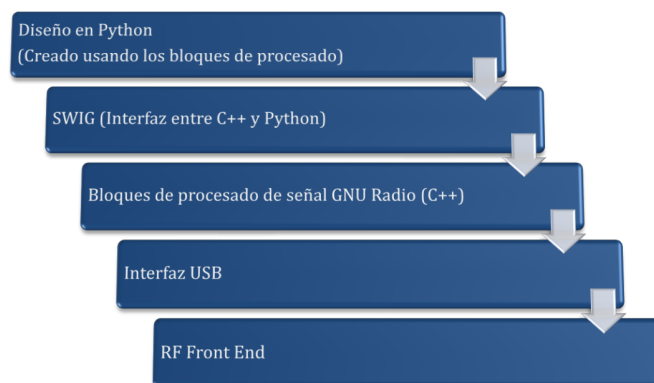 Diseño en Python
(Creado usando los bloques de procesado)
SWIG (Interfaz entre C++ y Python)
Bloques de procesado de señal GNU Radio (C++)
Interfaz USB
RF Front End